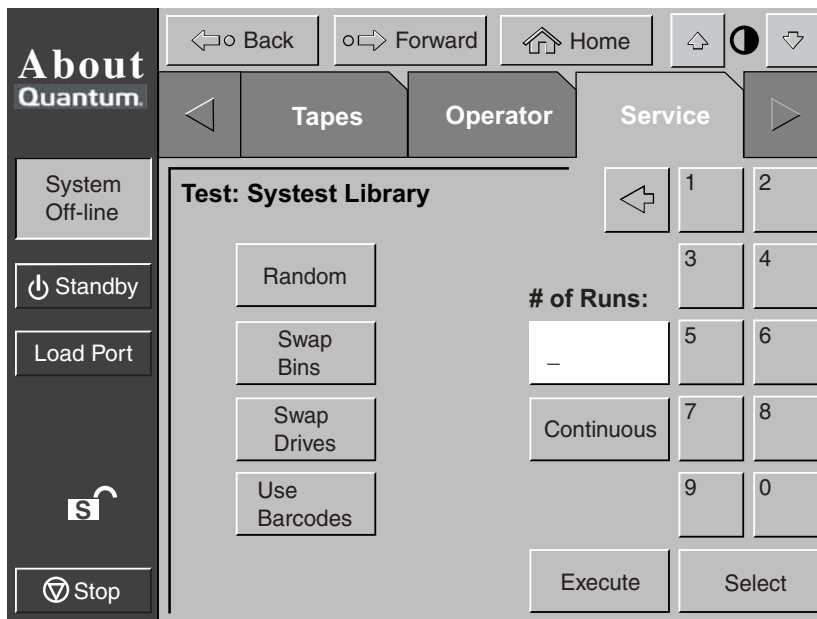 Back
Forward
Home
About
Quantum.
Tapes
Operator
Service
System
Off-line
Standby
Load Port
S
Stop
Test: Systest Library
Random
Swap
Bins
Swap
Drives
Use
Barcodes
# of Runs:
_
Continuous
1 2
3 4
5 6
7 8
9 0
Execute
Select